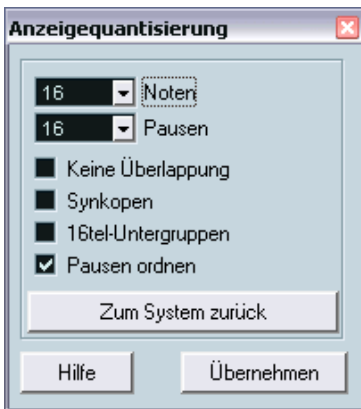 Anzeigequantisierung
16 Noten
16 Pausen
Keine Überlappung
Synkopen
16tel-Untergruppen
Pausen ordnen
Zum System zurück
Hilfe Übernehmen